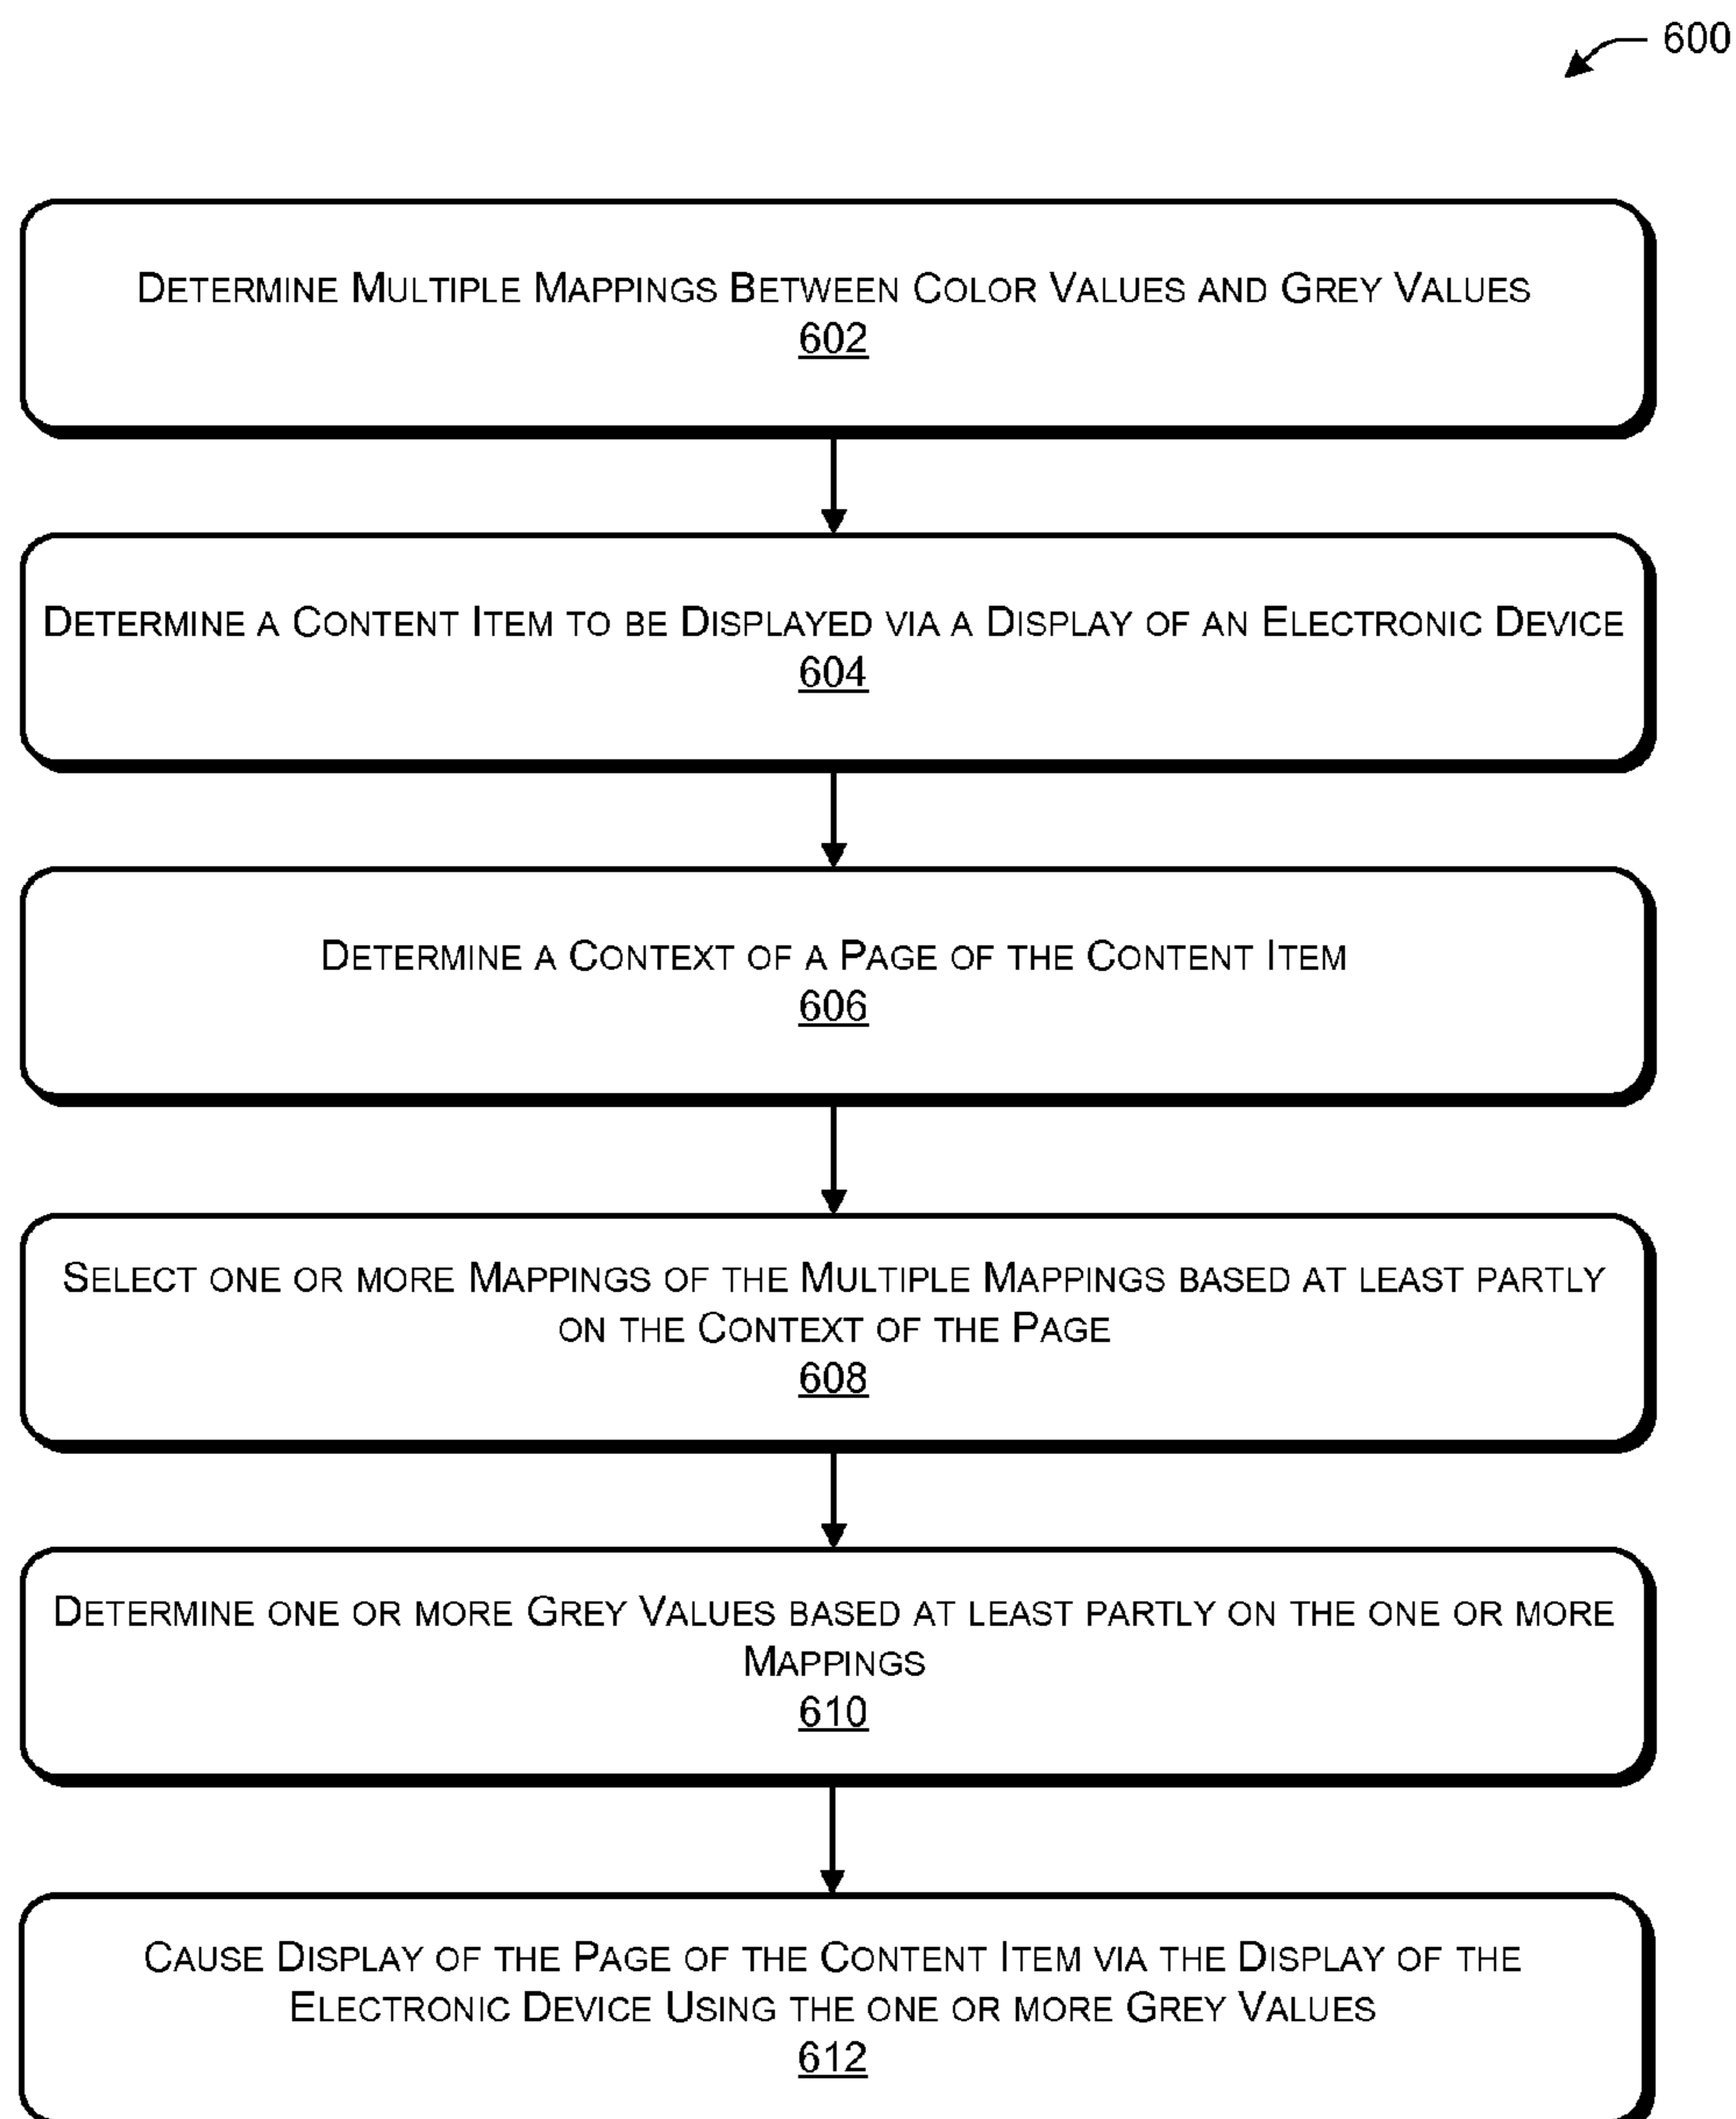 600
DETERMINE MULTIPLE MAPPINGS BETWEEN COLOR VALUES AND GREY VALUES
602
DETERMINE A CONTENT ITEM TO BE DISPLAYED VIA A DISPLAY OF AN ELECTRONIC DEVICE
604
DETERMINE A CONTEXT OF A PAGE OF THE CONTENT ITEM
606
SELECT ONE OR MORE MAPPINGS OF THE MULTIPLE MAPPINGS BASED AT LEAST PARTLY
ON THE CONTEXT OF THE PAGE
608
DETERMINE ONE OR MORE GREY VALUES BASED AT LEAST PARTLY ON THE ONE OR MORE
MAPPINGS
610
CAUSE DISPLAY OF THE PAGE OF THE CONTENT ITEM VIA THE DISPLAY OF THE
ELECTRONIC DEVICE USING THE ONE OR MORE GREY VALUES
612